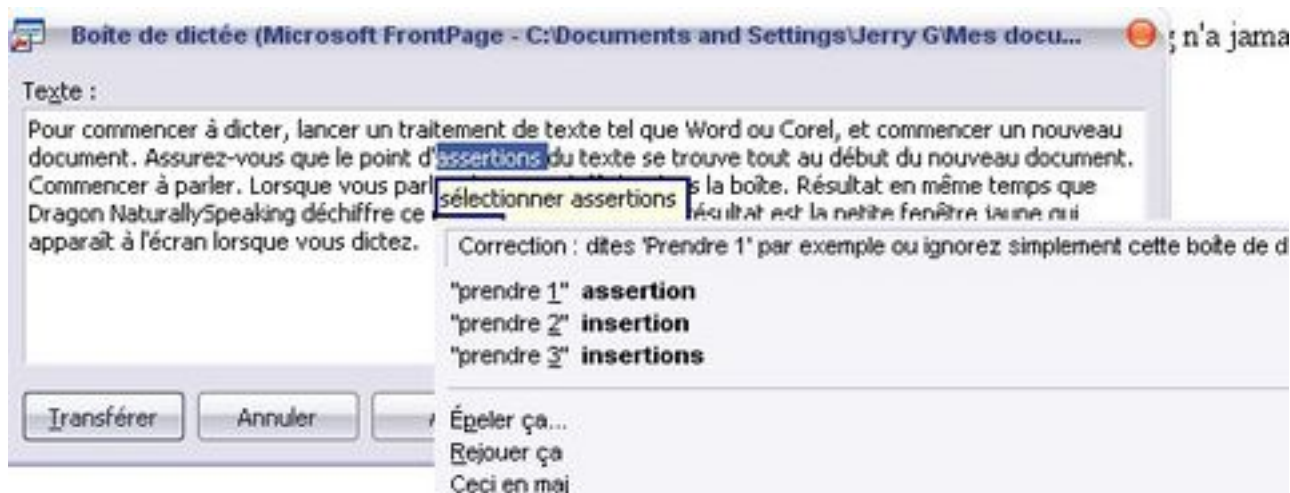 Boîte de dictée (Microsoft FrontPage - C:\Documents and Settings\Jerry G\Mes docu...
n'a jama
Texte :
Pour commencer à dicter, lancer un traitement de texte tel que Word ou Corel, et commencer un nouveau
document. Assurez-vous que le point d'assertions du texte se trouve tout au début du nouveau document.
Commencer à parler. Lorsque vous parl s la boîte. Résultat en même temps que
sélectionner assertions
Dragon NaturallySpeaking déchiffre ce résultat est la petite fenêtre jaune qui
apparaît à l'écran lorsque vous dictez.
Correction : dites 'Prendre 1' par exemple ou ignorez simplement cette boîte de d
"prendre 1" assertion
"prendre 2" insertion
"prendre 3" insertions
Transférer Annuler
Épeler ça...
Rejouer ça
Ceci en maj